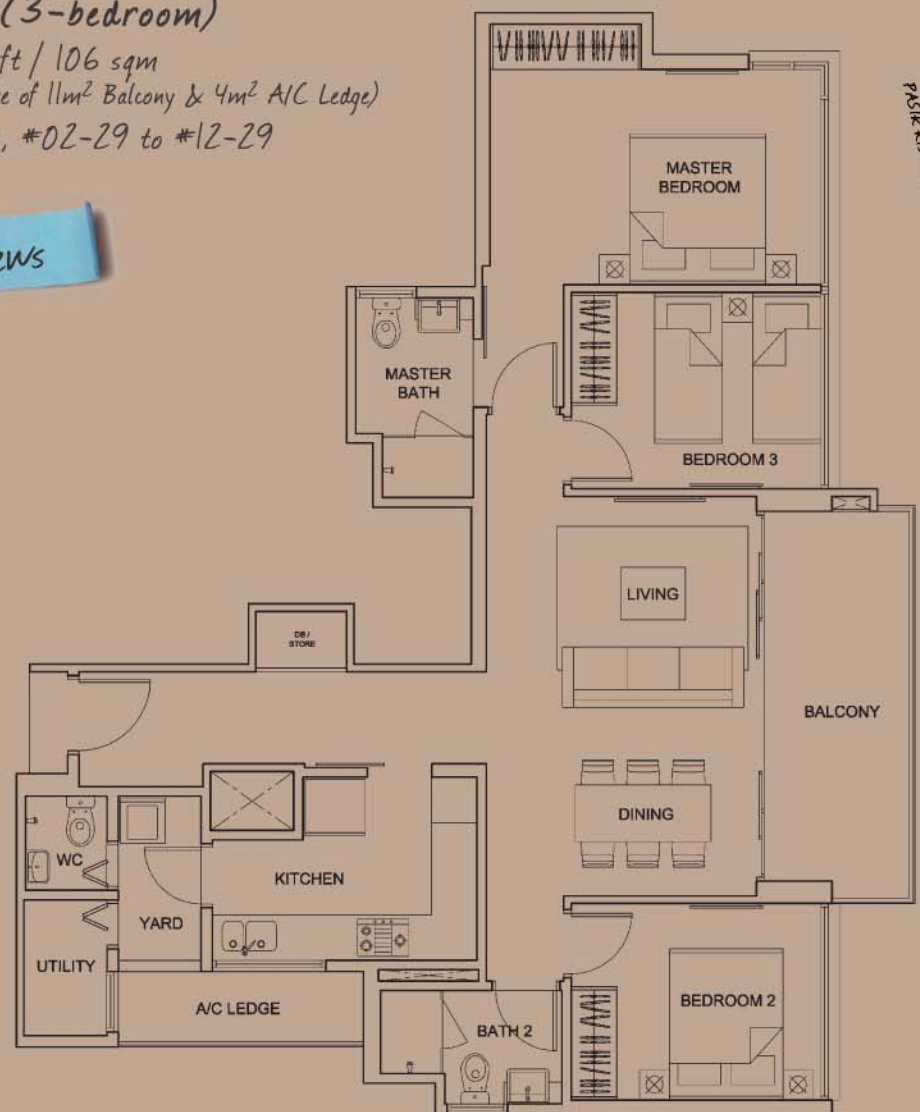 (3-bedroom)
ft / 106 sqm
e of 11m² Balcony & 4m² A/C Ledge)
, #02-29 to #12-29
MASTER
BEDROOM
MASTER
BATH
BEDROOM 3
LIVING
DB /
STORE
BALCONY
DINING
WC
KITCHEN
YARD
UTILITY
A/C LEDGE
BATH 2
BEDROOM 2